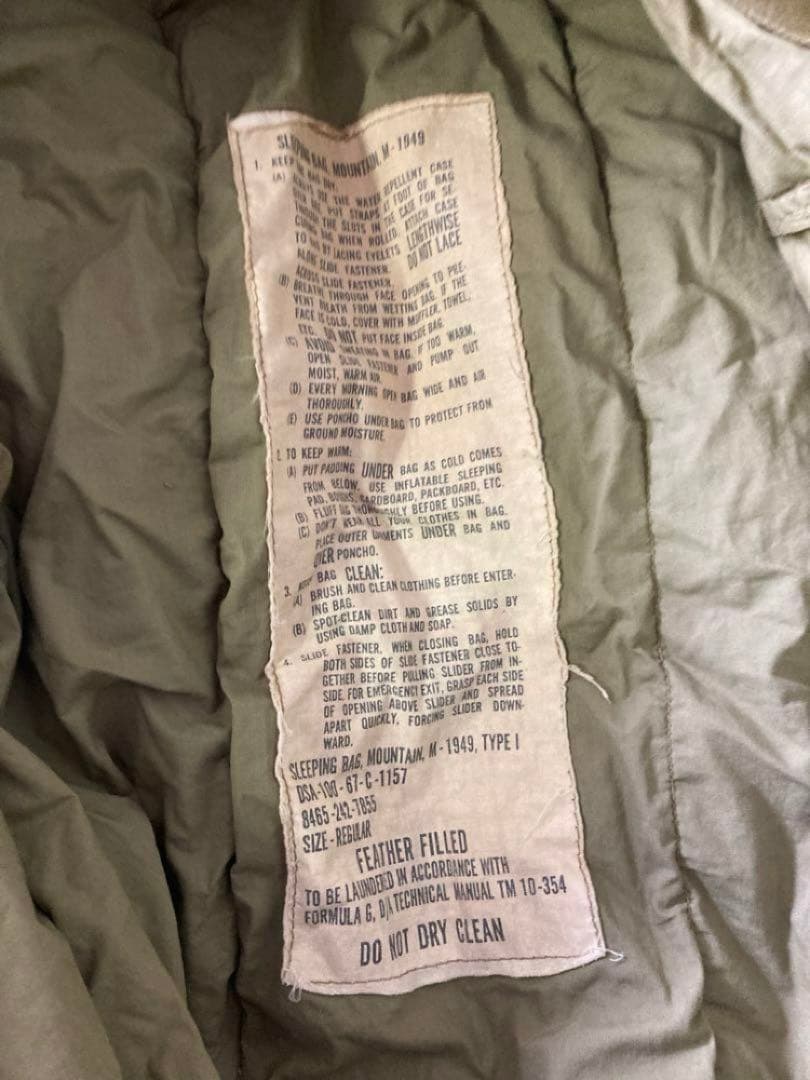 SLEEPING BAG, MOUNTAIN, M-1949
1. KEEP BAG DRY.
(A) ALWAYS USE THE WATER REPELLENT CASE
FOR BAG. PUT STRAPS AT FOOT OF BAG
THROUGH THE SLOTS IN THE CASE FOR SE-
CURING BAG WHEN ROLLED. ATTACH CASE
TO BAG BY LACING EYELETS LENGTHWISE
ALONG SLIDE FASTENER. DO NOT LACE
ACROSS SLIDE FASTENER.
(B) BREATHE THROUGH FACE OPENING TO PRE-
VENT BREATH FROM WETTING BAG. IF THE
FACE IS COLD, COVER WITH MUFFLER, TOWEL,
ETC. DO NOT PUT FACE INSIDE BAG.
(C) AVOID SWEATING IN BAG. IF TOO WARM,
OPEN SLIDE FASTENER AND PUMP OUT
MOIST, WARM AIR.
(D) EVERY MORNING OPEN BAG WIDE AND AIR
THOROUGHLY.
(E) USE PONCHO UNDER BAG TO PROTECT FROM
GROUND MOISTURE.
2. TO KEEP WARM:
(A) PUT PADDING UNDER BAG AS COLD COMES
FROM BELOW. USE INFLATABLE SLEEPING
PAD, BOUGHS, CARDBOARD, PACKBOARD, ETC.
(B) FLUFF BAG THOROUGHLY BEFORE USING.
(C) DON'T WEAR ALL YOUR CLOTHES IN BAG.
PLACE OUTER GARMENTS UNDER BAG AND
OVER PONCHO.
3. KEEP BAG CLEAN:
(A) BRUSH AND CLEAN CLOTHING BEFORE ENTER-
ING BAG.
(B) SPOT-CLEAN DIRT AND GREASE SOLIDS BY
USING DAMP CLOTH AND SOAP.
4. SLIDE FASTENER. WHEN CLOSING BAG, HOLD
BOTH SIDES OF SLIDE FASTENER CLOSE TO-
GETHER BEFORE PULLING SLIDER FROM IN-
SIDE. FOR EMERGENCY EXIT, GRASP EACH SIDE
OF OPENING ABOVE SLIDER AND SPREAD
APART QUICKLY, FORCING SLIDER DOWN-
WARD.
SLEEPING BAG, MOUNTAIN, M-1949, TYPE I
DSA-100-67-C-1157
8465-242-7855
SIZE-REGULAR
FEATHER FILLED
TO BE LAUNDERED IN ACCORDANCE WITH
FORMULA G, D/A TECHNICAL MANUAL TM 10-354
DO NOT DRY CLEAN